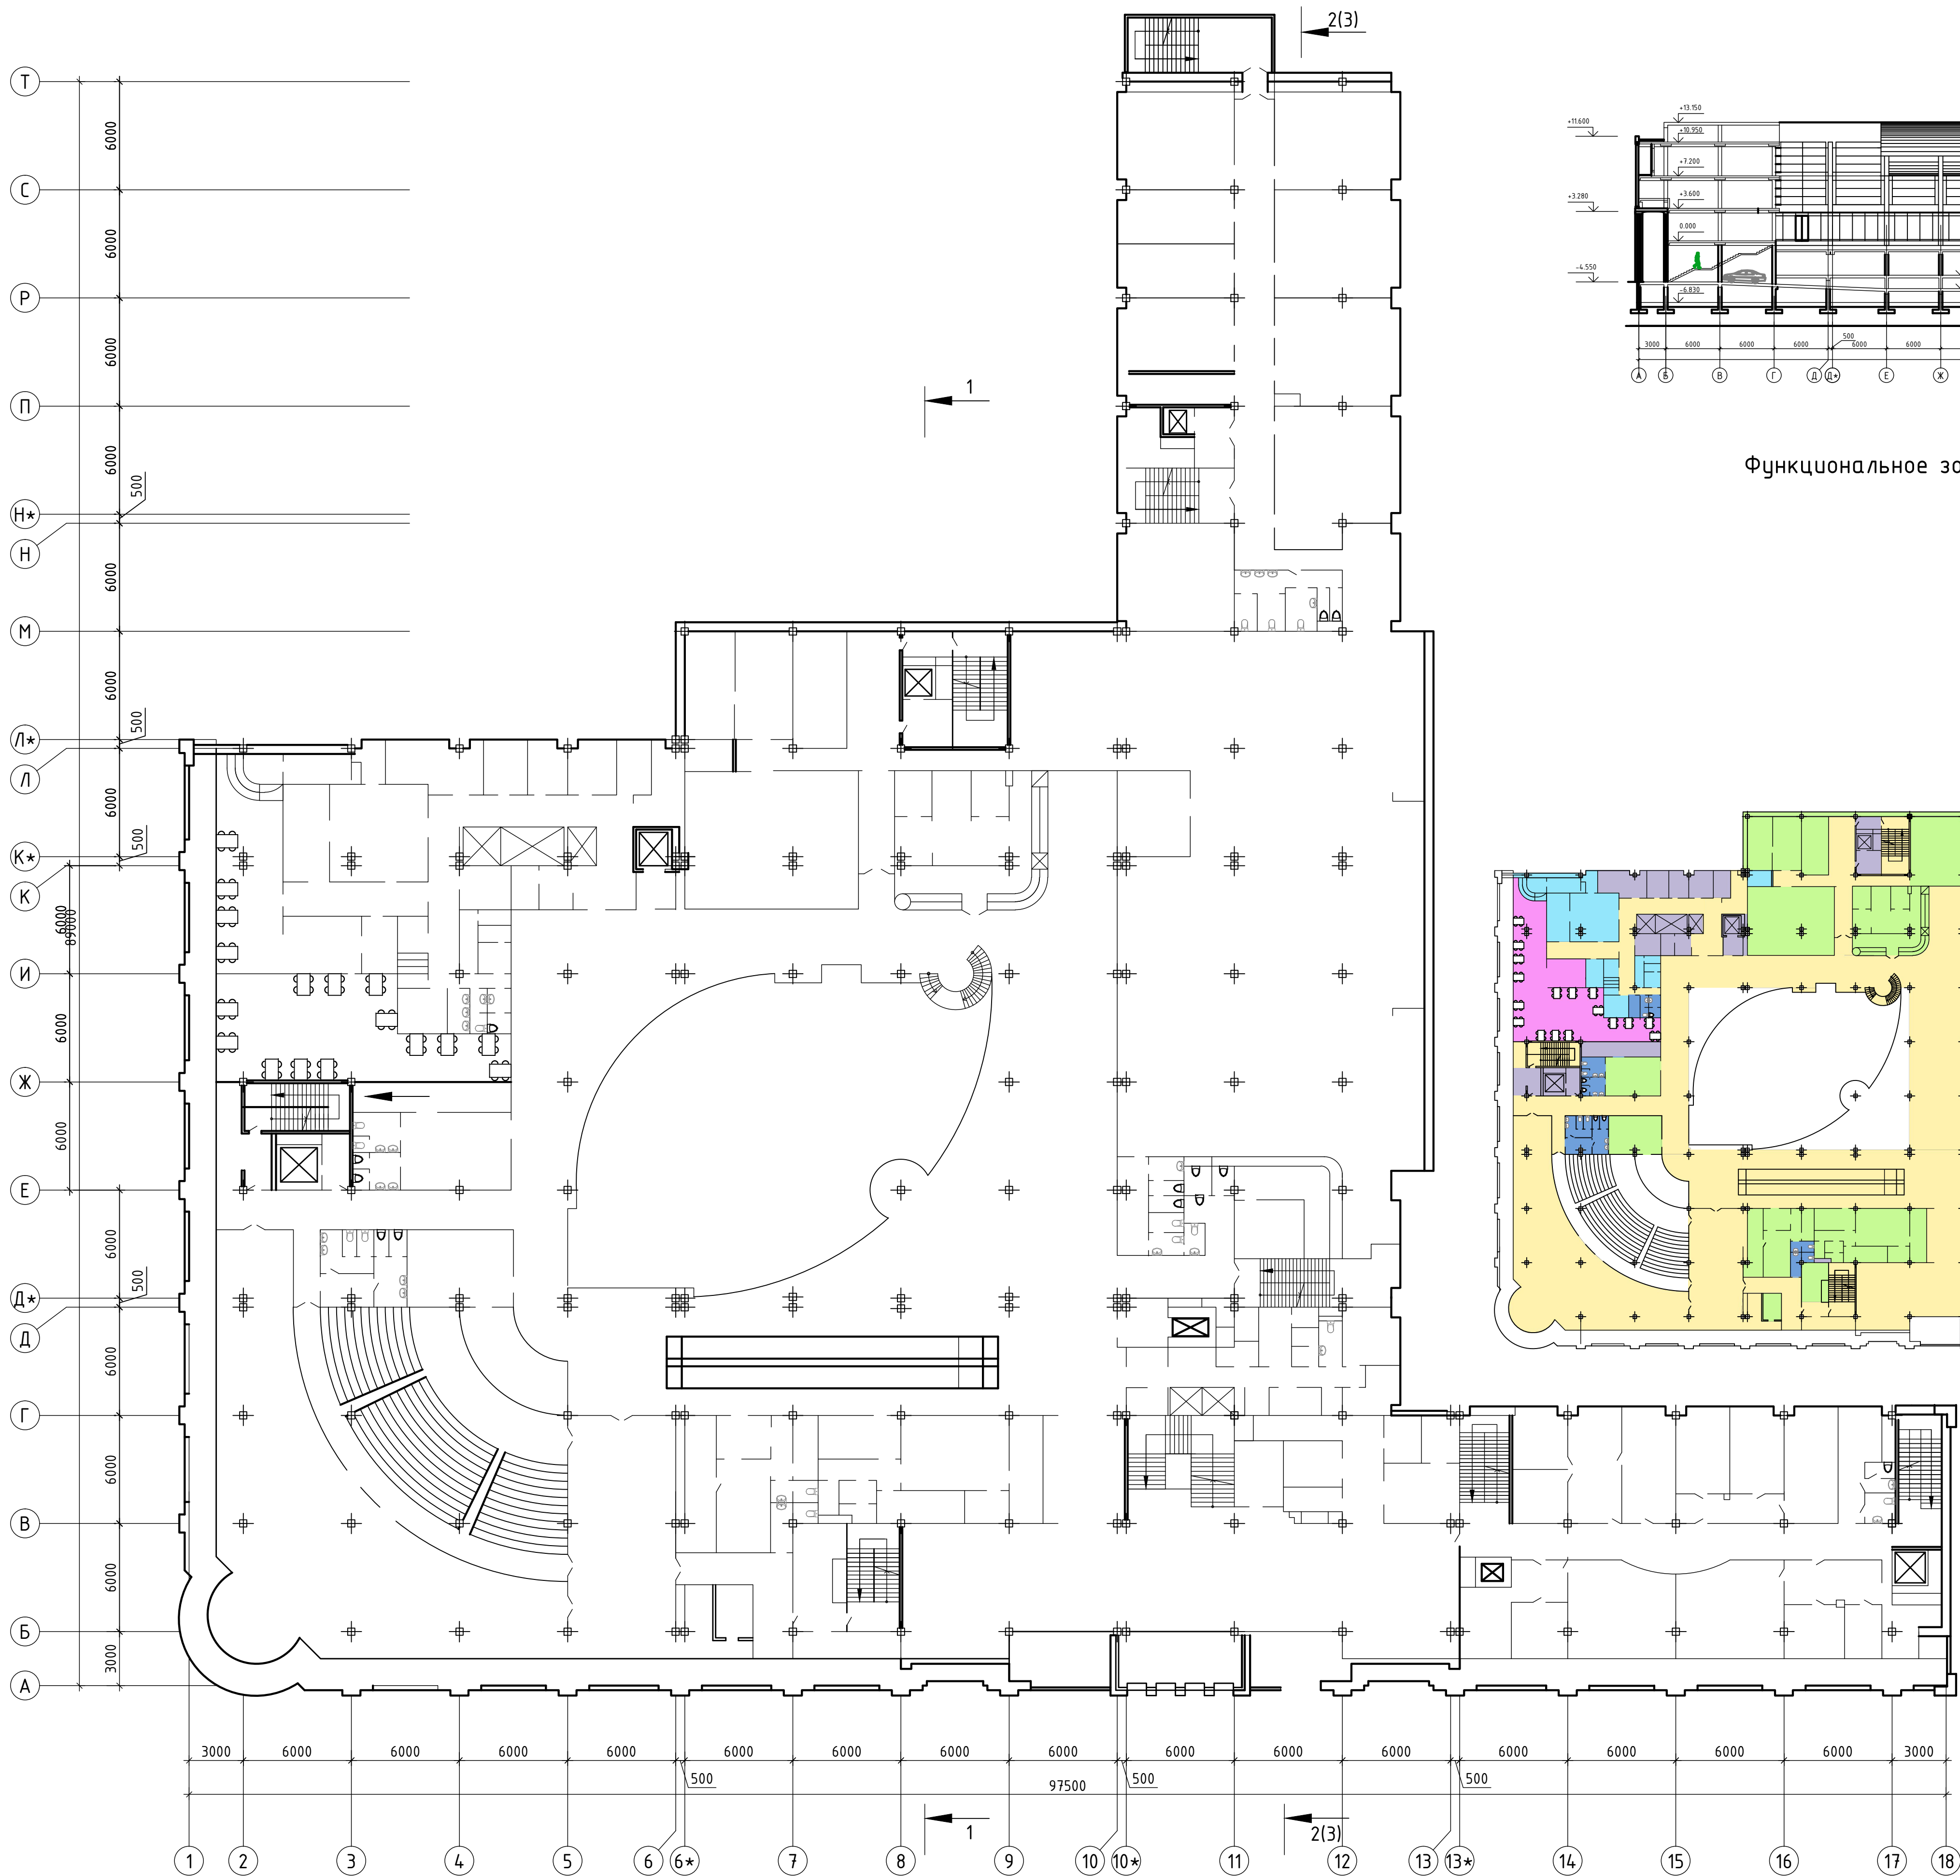 2(3)
Т
6000
С
6000
Р
6000
П
6000
500
Н*
Н
6000
М
6000
500
Л*
Л
6000
500
К*
К
6000
89000
И
6000
Ж
6000
Е
6000
500
Д*
Д
6000
Г
6000
В
6000
Б
3000
А
1
+13.150
+11.600
+10.950
+7.200
+3.280
+3.600
0.000
-4.550
-6.830
500
3000 6000 6000 6000 6000 6000
А Б В Г Д Д* Е Ж
Функциональное зо
3000 6000 6000 6000 6000 6000 6000 6000 6000 6000 6000 6000 6000 6000 6000 6000 3000
500 500 500
97500
1 2(3)
1 2 3 4 5 6 6* 7 8 9 10 10* 11 12 13 13* 14 15 16 17 18